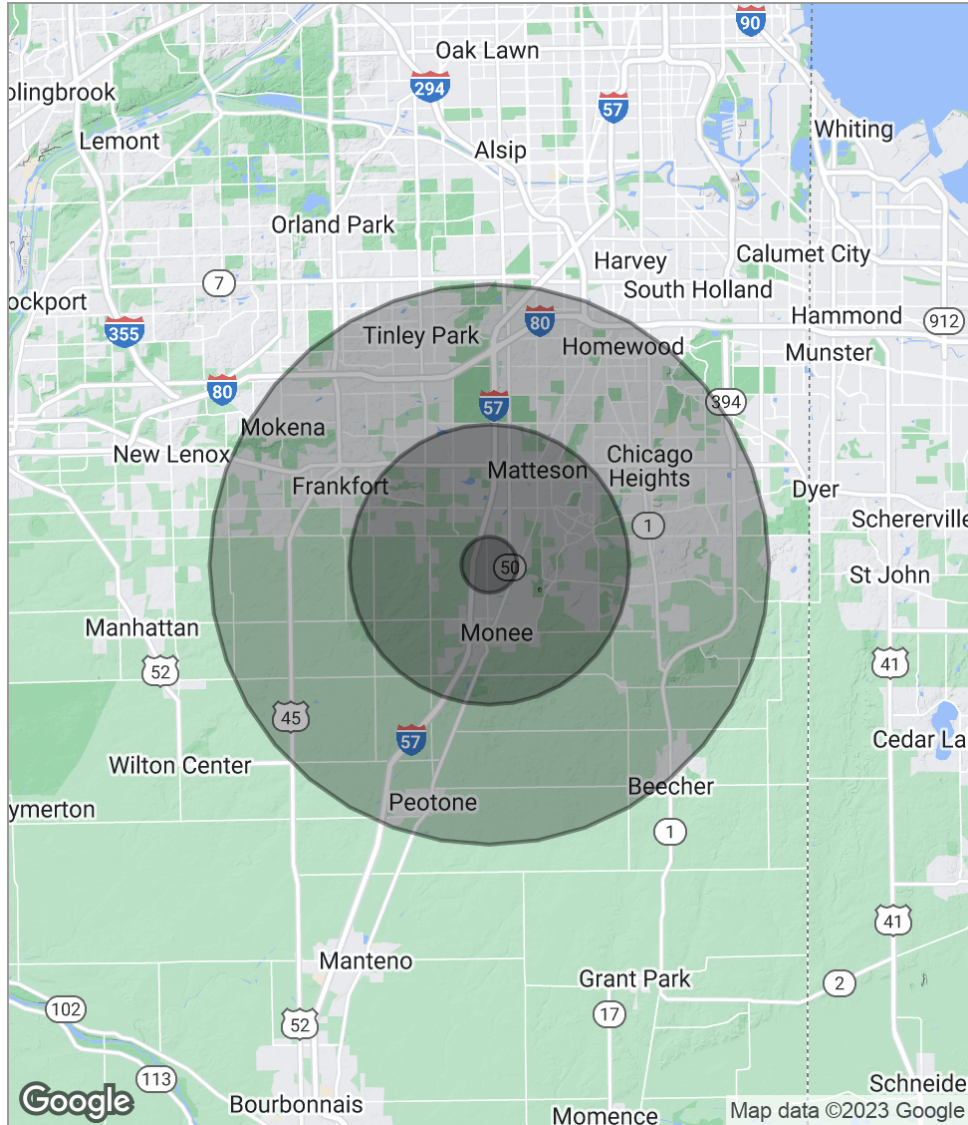 90
Oak Lawn
294
57
olingbrook
Lemont
Whiting
Alsip
Orland Park
Harvey
Calumet City
7
South Holland
ockport
Hammond
912
355
Tinley Park
80
Homewood
Munster
80
57
394
Mokena
New Lenox
Matteson
Chicago
Heights
Frankfort
Dyer
1
Schererville
50
St John
Manhattan
Monee
52
41
45
57
Cedar La
Wilton Center
Beecher
ymerton
Peotone
1
41
Manteno
Grant Park
2
102
17
52
113
Schneide
Google
Bourbonnais
Momence
Map data ©2023 Google